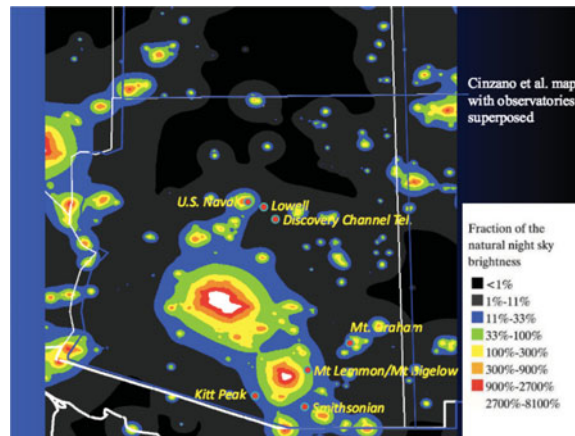 Cinzano et al. map
with observatories
superposed
U.S. Naval
Lowell
Discovery Channel Tel.
Mt. Graham
Mt Lemmon/Mt Bigelow
Kitt Peak
Smithsonian
Fraction of the
natural night sky
brightness
<1%
1%-11%
11%-33%
33%-100%
100%-300%
300%-900%
900%-2700%
2700%-8100%